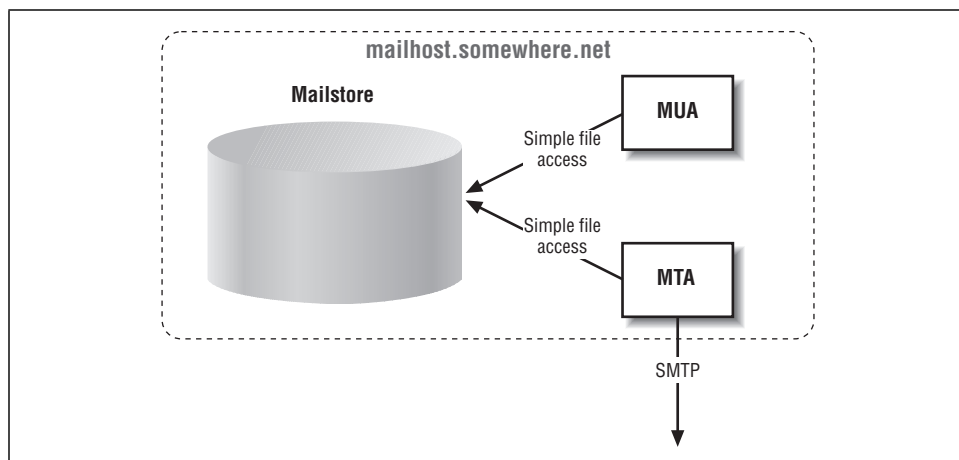 mailhost.somewhere.net
Mailstore
MUA
Simple file
access
Simple file
access
MTA
SMTP